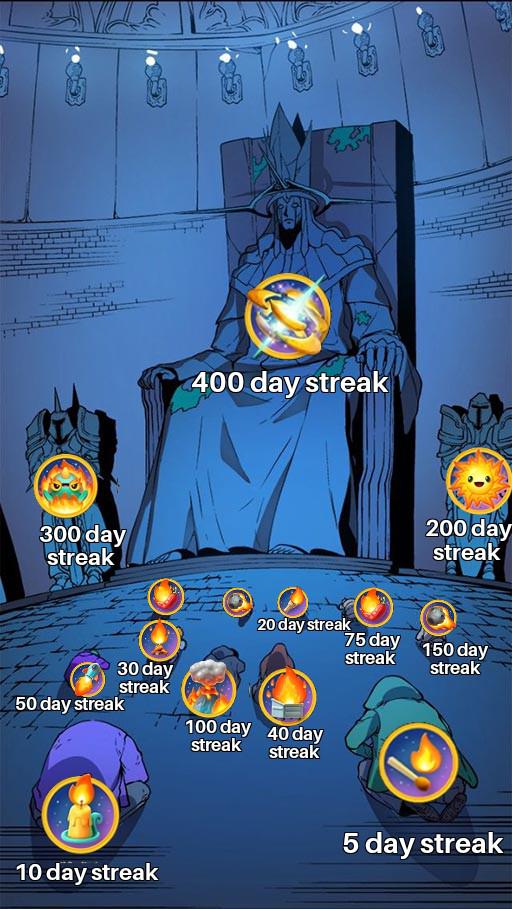 400 day streak
300 day
streak
200 day
streak
20 day streak
75 day
streak
150 day
streak
30 day
streak
50 day streak
100 day
streak
40 day
streak
5 day streak
10 day streak